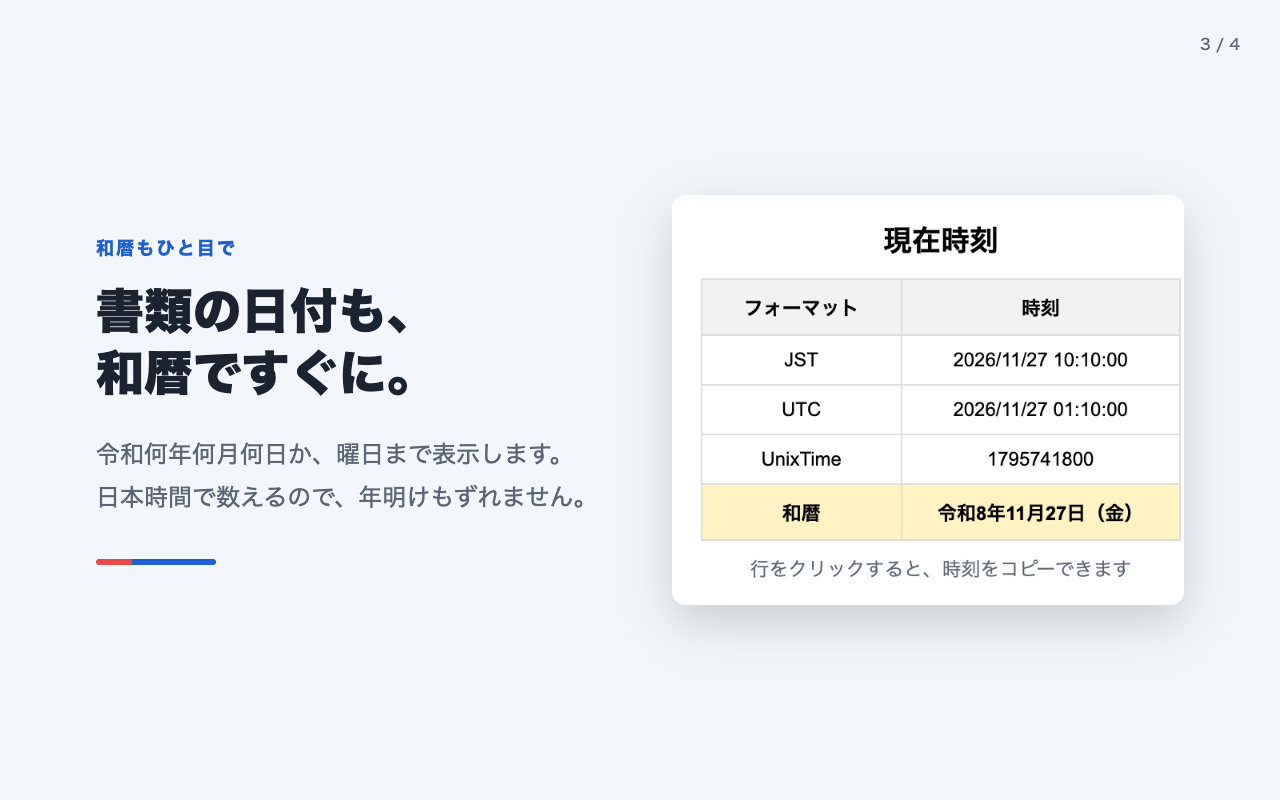 3 / 4
和暦もひと目で
書類の日付も、
和暦ですぐに。
令和何年何月何日か、曜日まで表示します。
日本時間で数えるので、年明けもずれません。
現在時刻
フォーマット 時刻
JST 2026/11/27 10:10:00
UTC 2026/11/27 01:10:00
UnixTime 1795741800
和暦 令和8年11月27日（金）
行をクリックすると、時刻をコピーできます